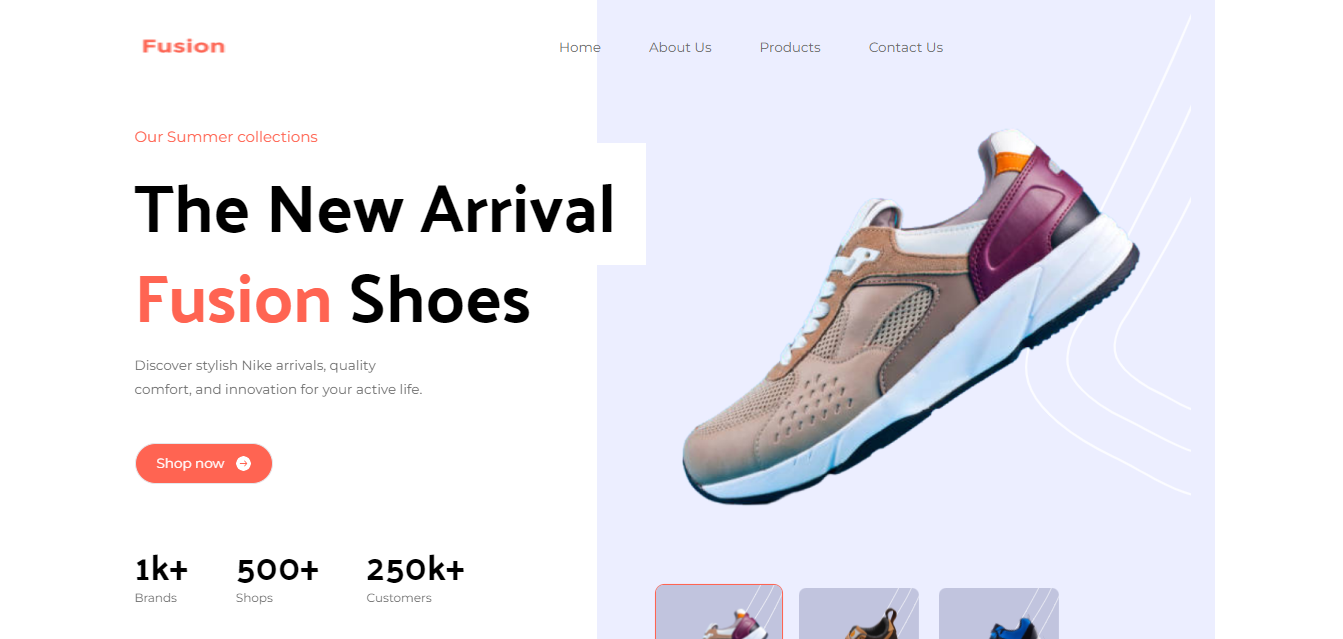 Fusion
Home About Us Products Contact Us
Our Summer collections
The New Arrival
Fusion Shoes
Discover stylish Nike arrivals, quality
comfort, and innovation for your active life.
Shop now
1k+ 500+ 250k+
Brands Shops Customers